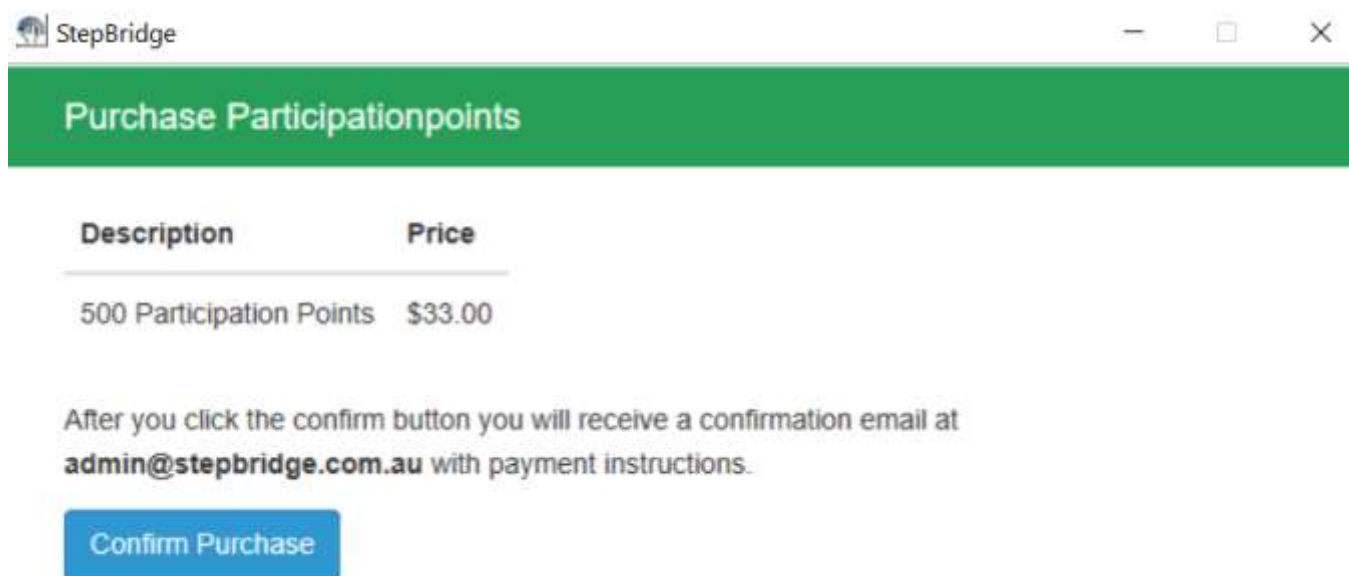 StepBridge
Purchase Participationpoints
Description Price
500 Participation Points $33.00
After you click the confirm button you will receive a confirmation email at
admin@stepbridge.com.au with payment instructions.
Confirm Purchase